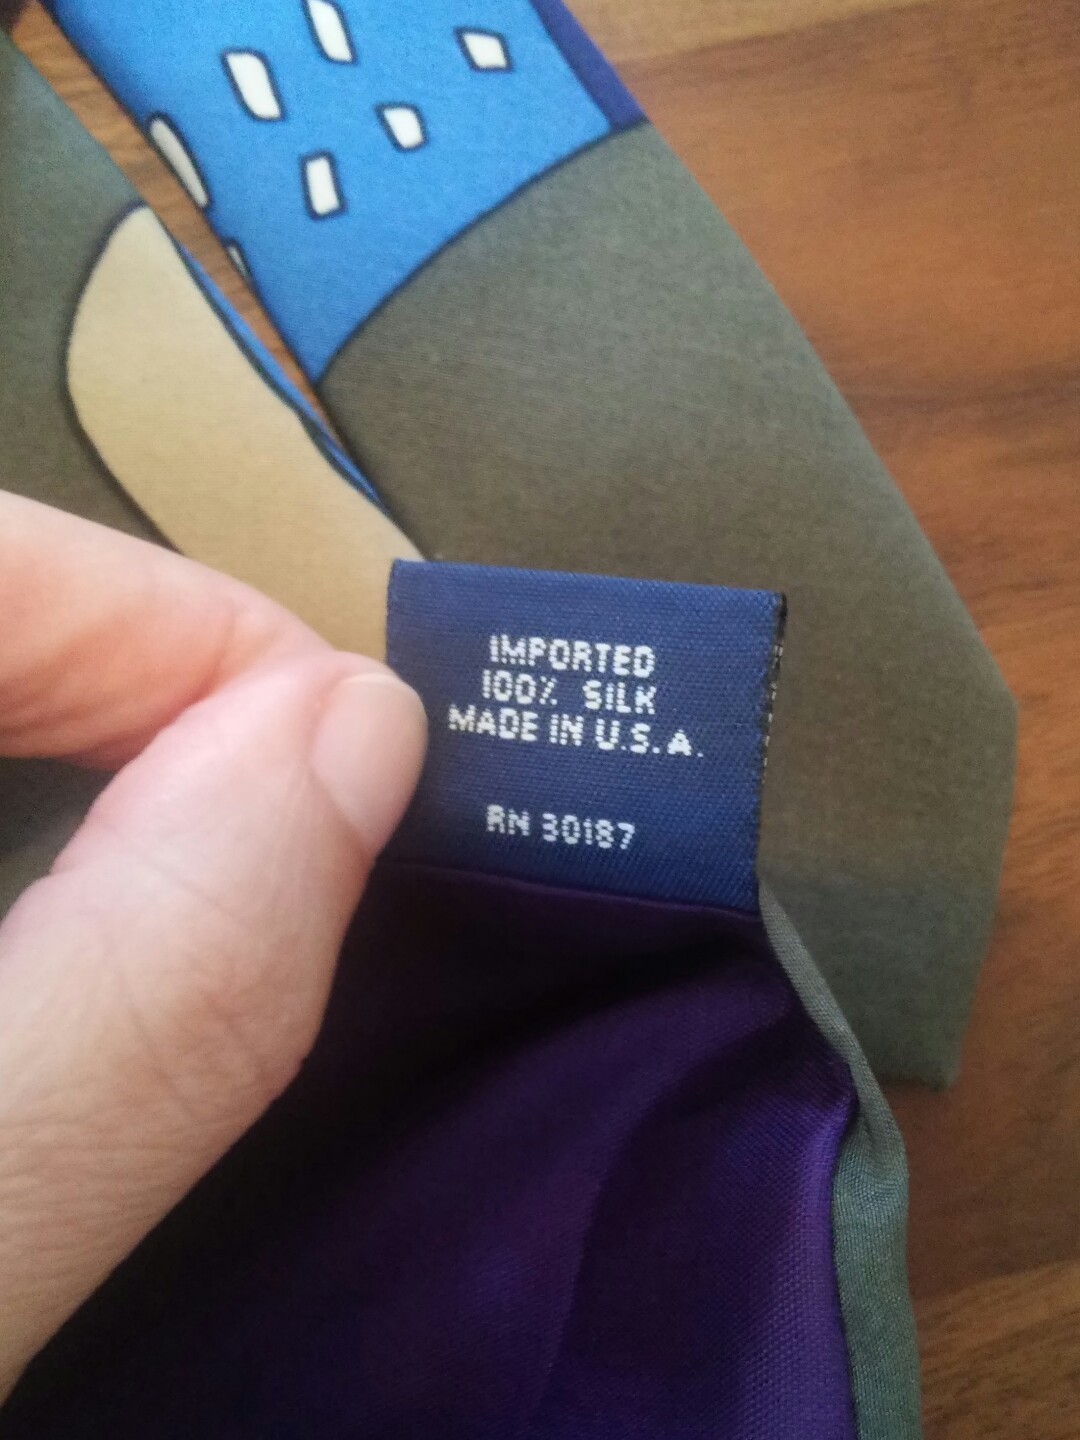 IMPORTED
100% SILK
MADE IN U.S.A.
RN 30187